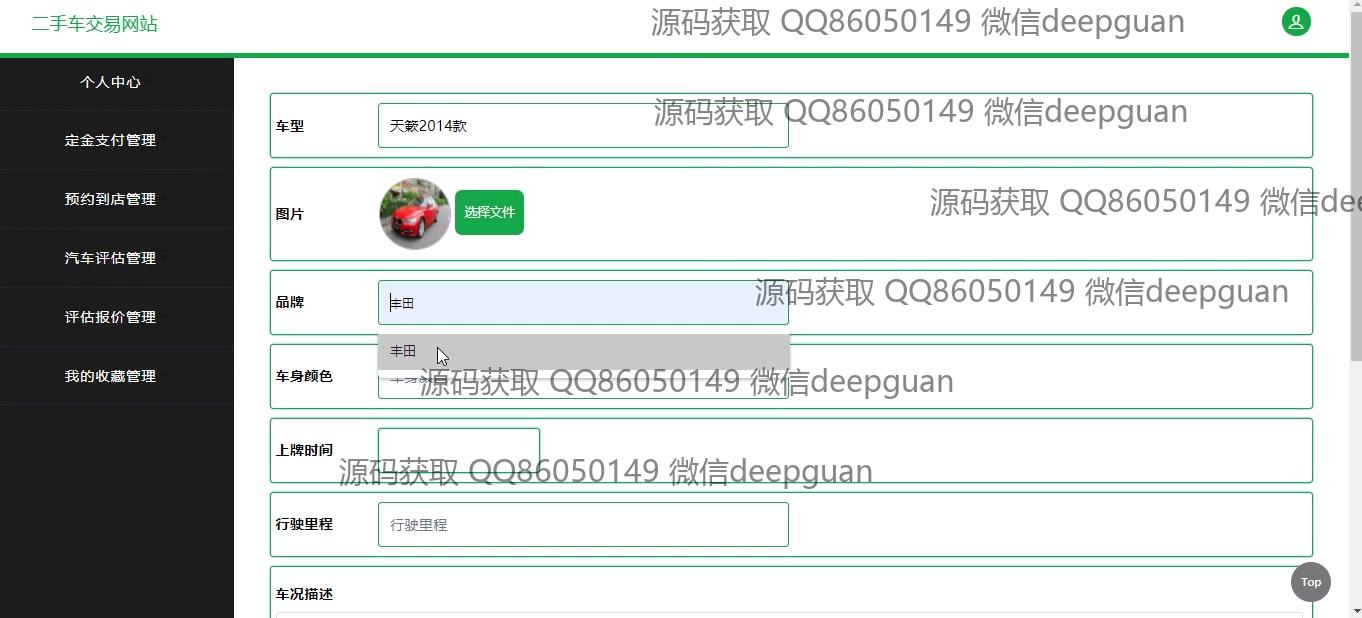 二手车交易网站
源码获取 QQ86050149 微信deepguan
个人中心
定金支付管理
预约到店管理
汽车评估管理
评估报价管理
我的收藏管理
车型
天籁2014款
源码获取 QQ86050149 微信deepguan
图片
选择文件
源码获取 QQ86050149 微信dee
品牌
丰田
源码获取 QQ86050149 微信deepguan
丰田
车身颜色
车身颜色
源码获取 QQ86050149 微信deepguan
上牌时间
源码获取 QQ86050149 微信deepguan
行驶里程
行驶里程
车况描述
Top